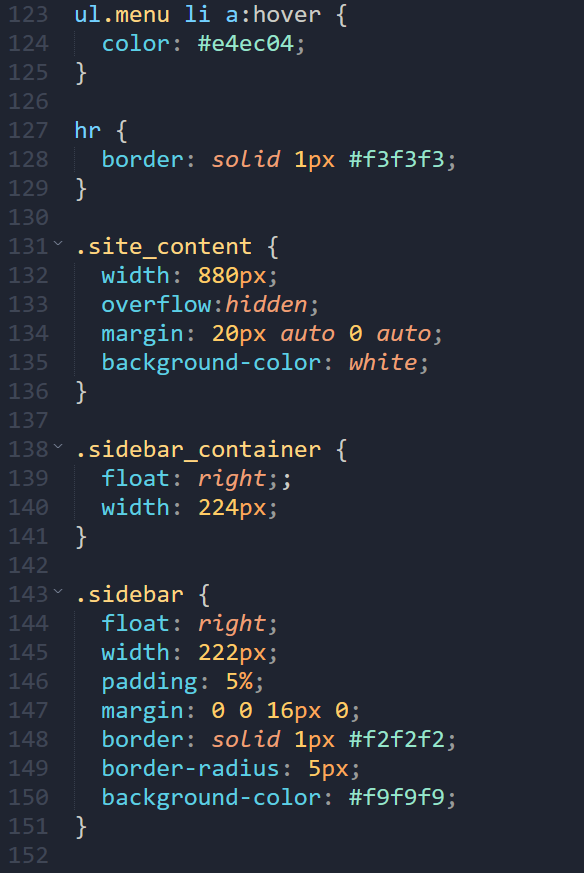 123 ul.menu li a:hover {
124   color: #e4ec04;
125 }
126
127 hr {
128   border: solid 1px #f3f3f3;
129 }
130
131 .site_content {
132   width: 880px;
133   overflow:hidden;
134   margin: 20px auto 0 auto;
135   background-color: white;
136 }
137
138 .sidebar_container {
139   float: right;;
140   width: 224px;
141 }
142
143 .sidebar {
144   float: right;
145   width: 222px;
146   padding: 5%;
147   margin: 0 0 16px 0;
148   border: solid 1px #f2f2f2;
149   border-radius: 5px;
150   background-color: #f9f9f9;
151 }
152